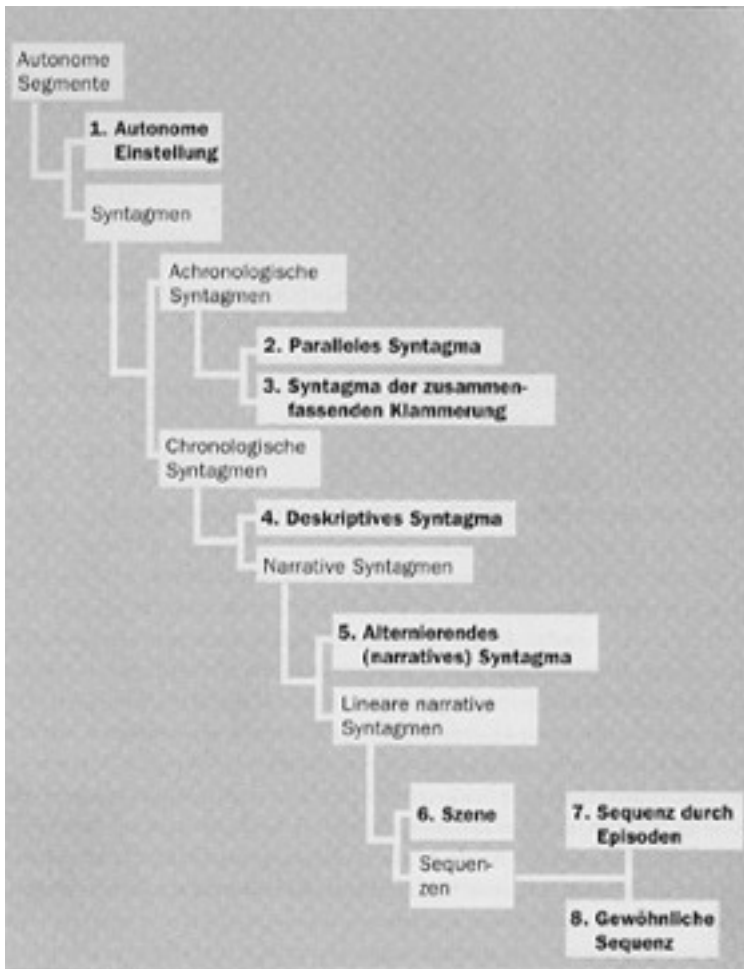 Autonome
Segmente
1. Autonome
Einstellung
Syntagmen
Achronologische
Syntagmen
2. Paralleles Syntagma
3. Syntagma der zusammen-
fassenden Klammerung
Chronologische
Syntagmen
4. Deskriptives Syntagma
Narrative Syntagmen
5. Alternierendes
(narratives) Syntagma
Lineare narrative
Syntagmen
6. Szene
Sequen-
zen
7. Sequenz durch
Episoden
8. Gewöhnliche
Sequenz